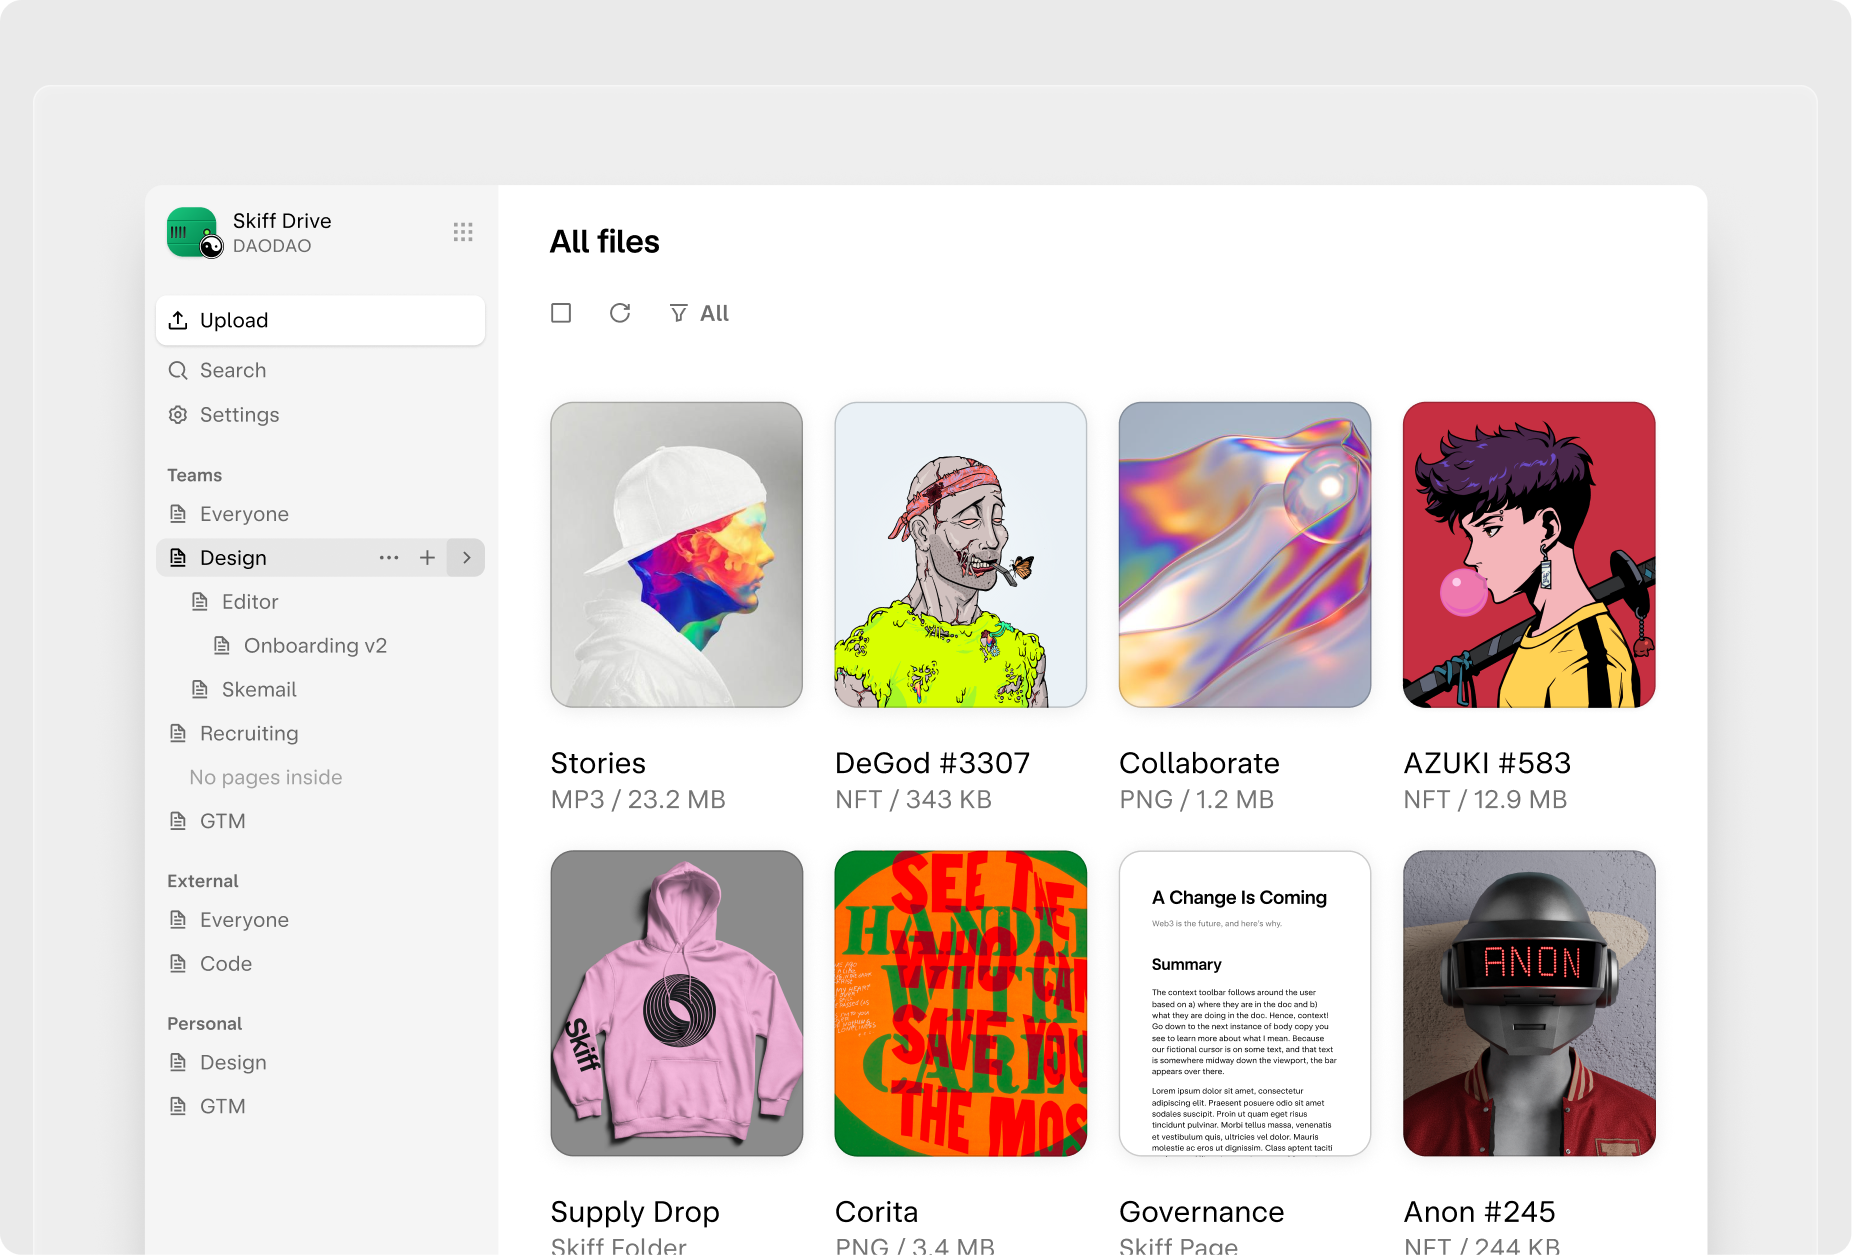 Skiff Drive
DAODAO
Upload
Search
Settings
Teams
Everyone
Design
Editor
Onboarding v2
Skemail
Recruiting
No pages inside
GTM
External
Everyone
Code
Personal
Design
GTM
All files
All
Stories
MP3 / 23.2 MB
DeGod #3307
NFT / 343 KB
Collaborate
PNG / 1.2 MB
AZUKI #583
NFT / 12.9 MB
Skiff
SEE THE
WHO CAN
SAVE YOU
THE MOS
A Change Is Coming
Web3 is the future, and here's why.
Summary
The context toolbar follows around the user
based on a) where they are in the doc and b)
what they are doing in the doc. Hence, context!
Go down to the next instance of body copy you
see to learn more about what I mean. Because
our fictional cursor is on some text, and that text
is somewhere midway down the viewport, the bar
appears over there.
Lorem ipsum dolor sit amet, consectetur
adipiscing elit. Praesent posuere odio sit amet
sodales suscipit. Proin ut quam eget risus
tincidunt pulvinar. Morbi tellus massa, venenatis
et vestibulum quis, ultricies vel dolor. Mauris
molestie ac eros ut dignissim. Class aptent taciti
ANON
Supply Drop
Skiff Folder
Corita
PNG / 3.4 MB
Governance
Skiff Page
Anon #245
NFT / 244 KB